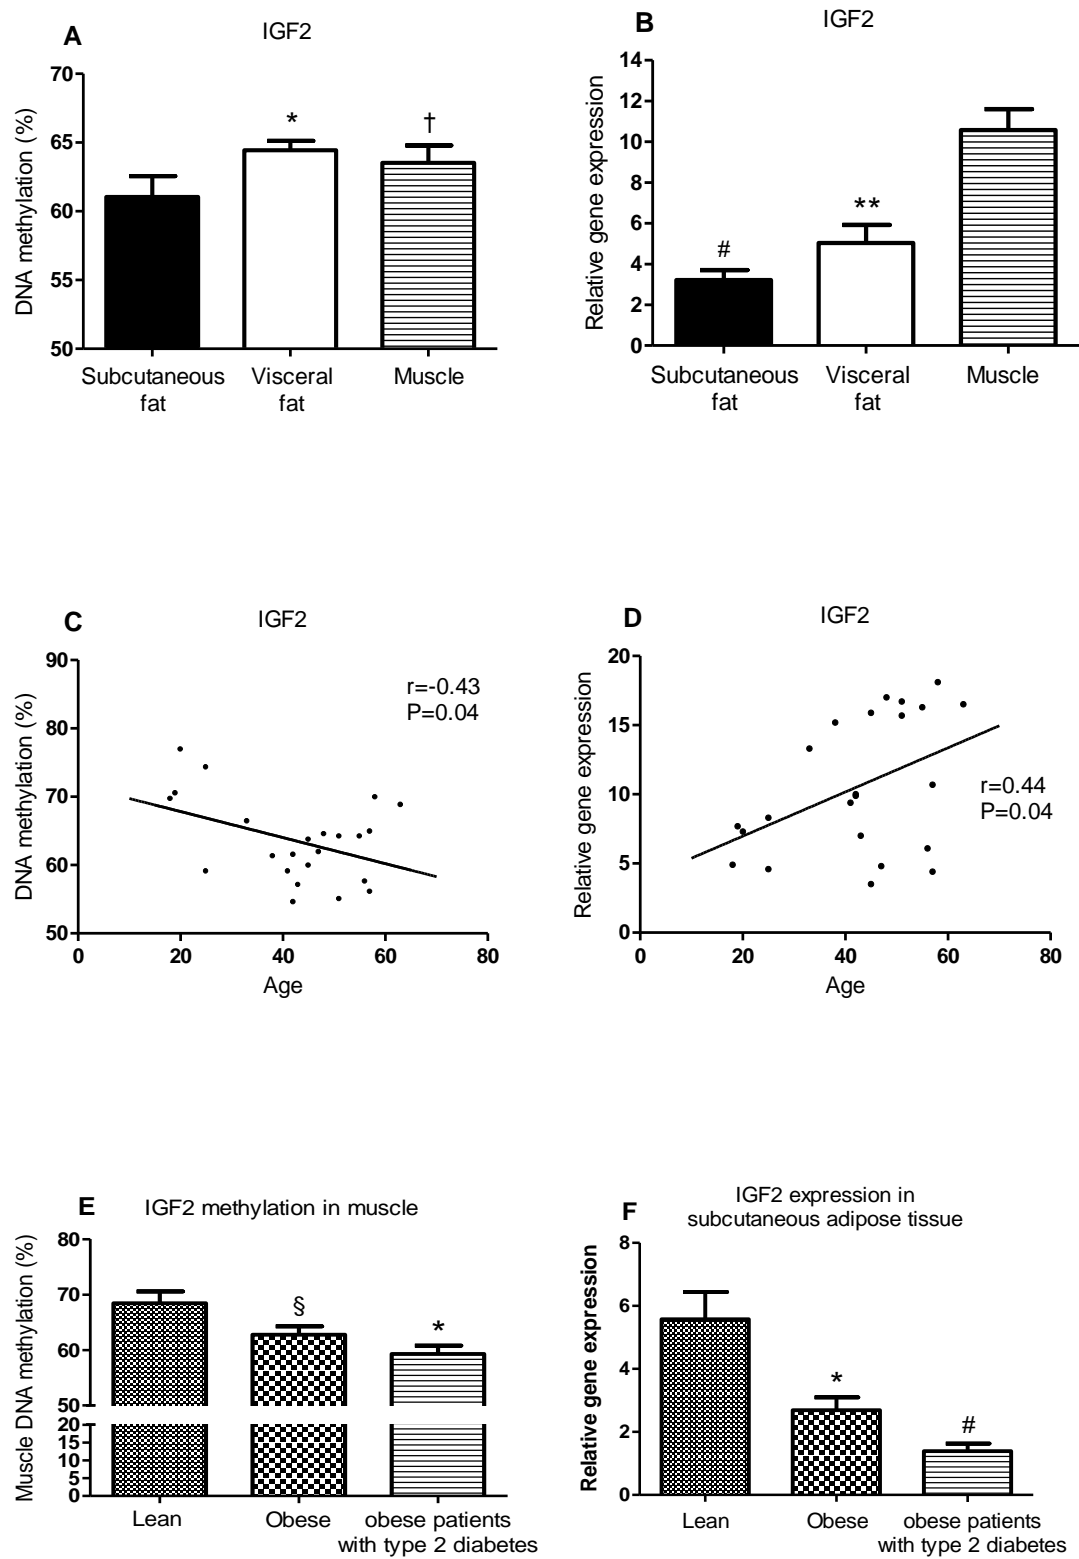 A
IGF2
DNA methylation (%)
70
65
60
55
50
*
†
Subcutaneous
fat
Visceral
fat
Muscle
B
IGF2
Relative gene expression
14
12
10
8
6
4
2
0
#
**
Subcutaneous
fat
Visceral
fat
Muscle
C
IGF2
DNA methylation (%)
90
80
70
60
50
r=-0.43
P=0.04
0 20 40 60 80
Age
D
IGF2
Relative gene expression
20
15
10
5
0
r=0.44
P=0.04
0 20 40 60 80
Age
E
IGF2 methylation in muscle
Muscle DNA methylation (%)
80
70
60
50
20
15
10
5
0
§
*
Lean
Obese
obese patients
with type 2 diabetes
F
IGF2 expression in
subcutaneous adipose tissue
Relative gene expression
8
6
4
2
0
*
#
Lean
Obese
obese patients
with type 2 diabetes